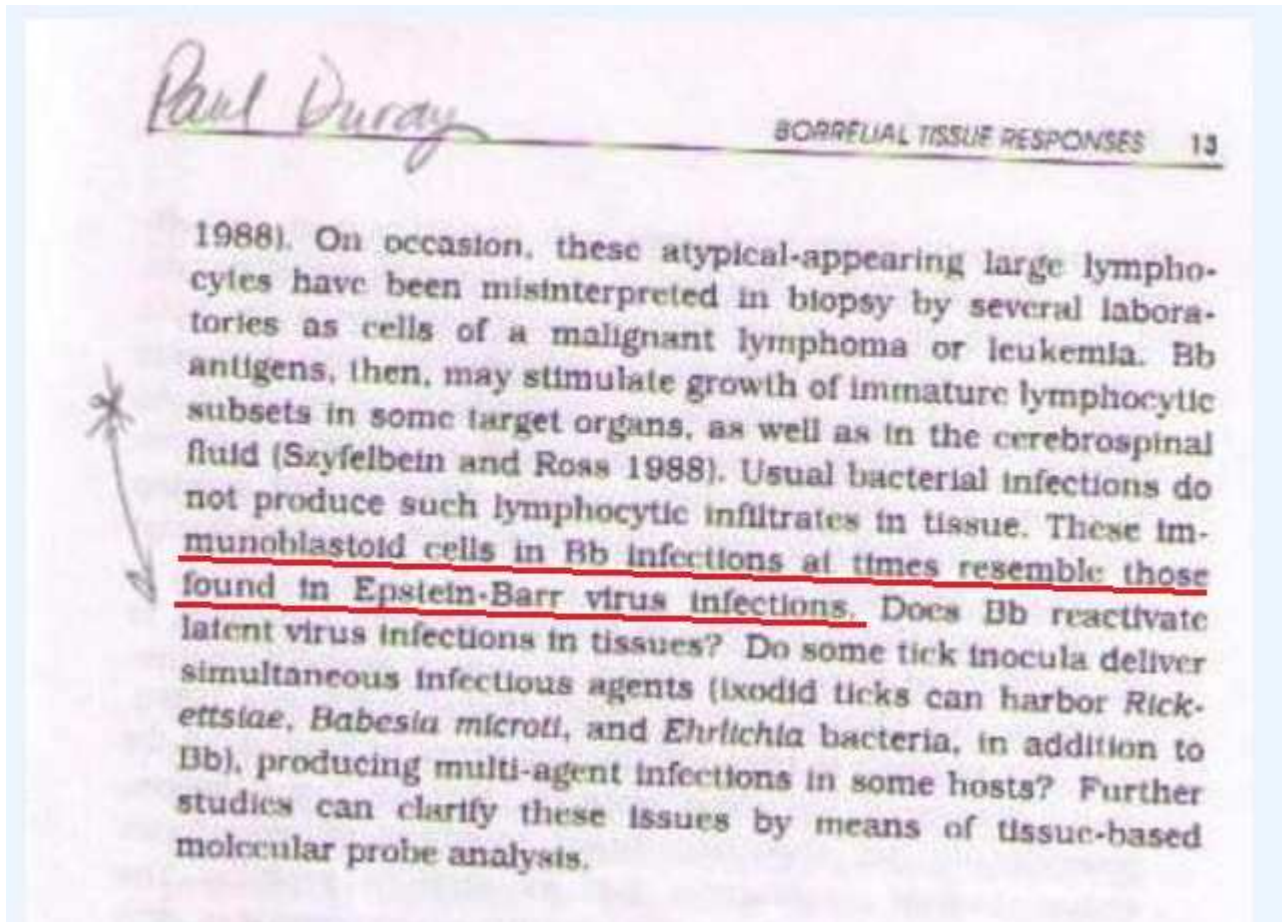 Paul Duray
BORRELIAL TISSUE RESPONSES 13
1988). On occasion, these atypical-appearing large lympho-
cytes have been misinterpreted in biopsy by several labora-
tories as cells of a malignant lymphoma or leukemia. Bb
antigens, then, may stimulate growth of immature lymphocytic
subsets in some target organs, as well as in the cerebrospinal
fluid (Szyfelbein and Ross 1988). Usual bacterial infections do
not produce such lymphocytic infiltrates in tissue. These im-
munoblastoid cells in Bb infections at times resemble those
found in Epstein-Barr virus infections. Does Bb reactivate
latent virus infections in tissues? Do some tick inocula deliver
simultaneous infectious agents (ixodid ticks can harbor Rick-
ettsiae, Babesia microti, and Ehrlichia bacteria, in addition to
Bb), producing multi-agent infections in some hosts? Further
studies can clarify these issues by means of tissue-based
molecular probe analysis.